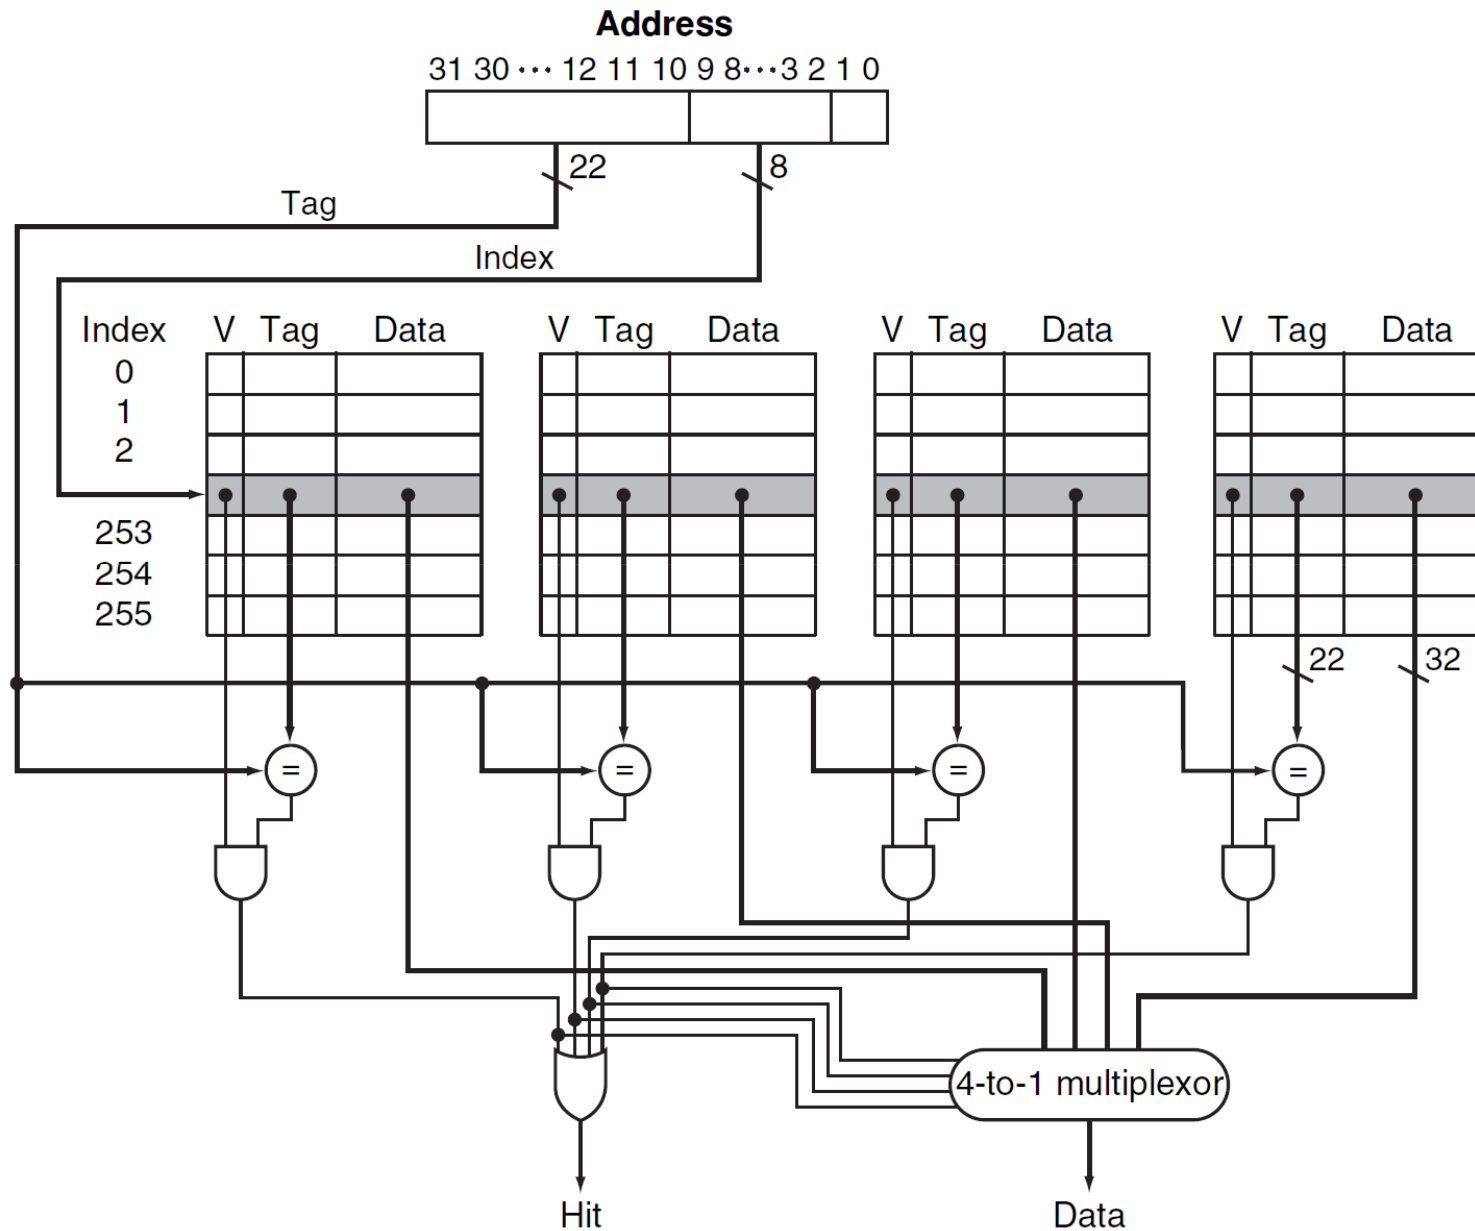 Address
31 30 ··· 12 11 10 9 8···3 2 1 0
22 8
Tag
Index
Index V Tag Data V Tag Data V Tag Data V Tag Data
0
1
2
253
254
255
22 32
= = = =
4-to-1 multiplexor
Hit Data